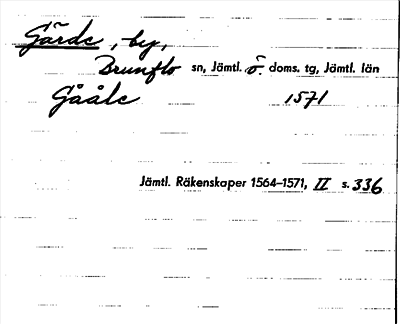 Gärde, by,
Brunflo sn, Jämtl. ö. doms. tg, Jämtl. län
Gååle 1571
Jämtl. Räkenskaper 1564–1571, II s. 336